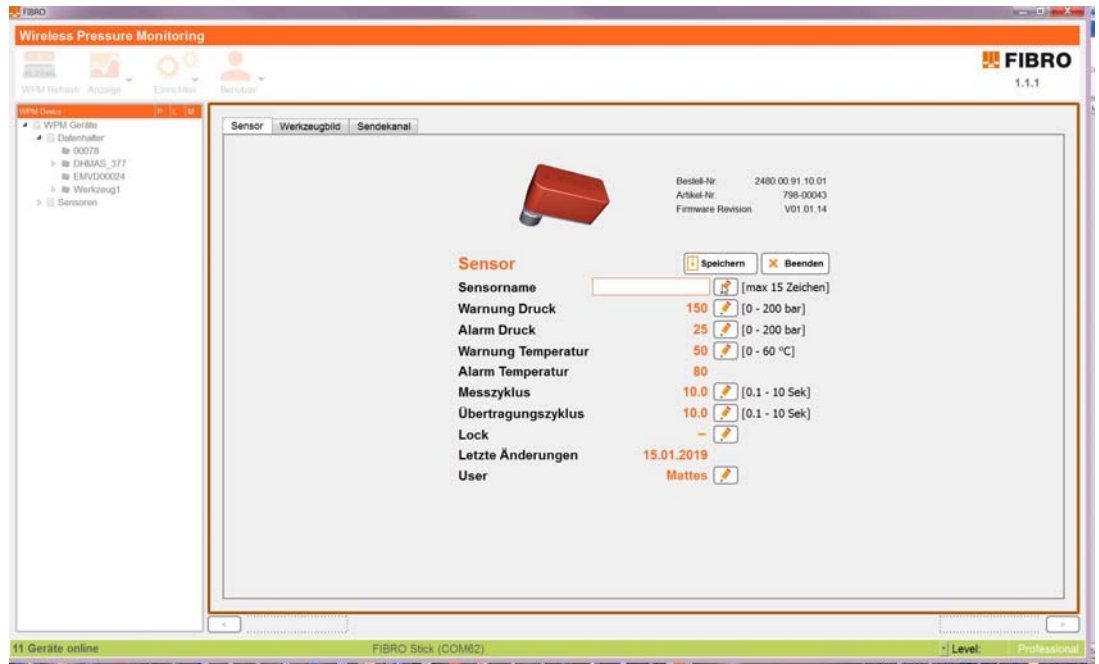 FIBRO
Wireless Pressure Monitoring
FIBRO
1.1.1
WPM Refresh Anzeige Einrichten Benutzer
WPM Device P L M
WPM Geräte
Datenhalter
00078
DHMAS_377
EMVD00024
Werkzeug1
Sensoren
Sensor Werkzeugbild Sendekanal
Bestell-Nr. 2480.00.91.10.01
Artikel-Nr. 798-00043
Firmware Revision V01.01.14
Sensor Speichern Beenden
Sensorname [max 15 Zeichen]
Warnung Druck 150 [0 - 200 bar]
Alarm Druck 25 [0 - 200 bar]
Warnung Temperatur 50 [0 - 60 °C]
Alarm Temperatur 80
Messzyklus 10.0 [0.1 - 10 Sek]
Übertragungszyklus 10.0 [0.1 - 10 Sek]
Lock –
Letzte Änderungen 15.01.2019
User Mattes
11 Geräte online FIBRO Stick (COM62) Level: Professional